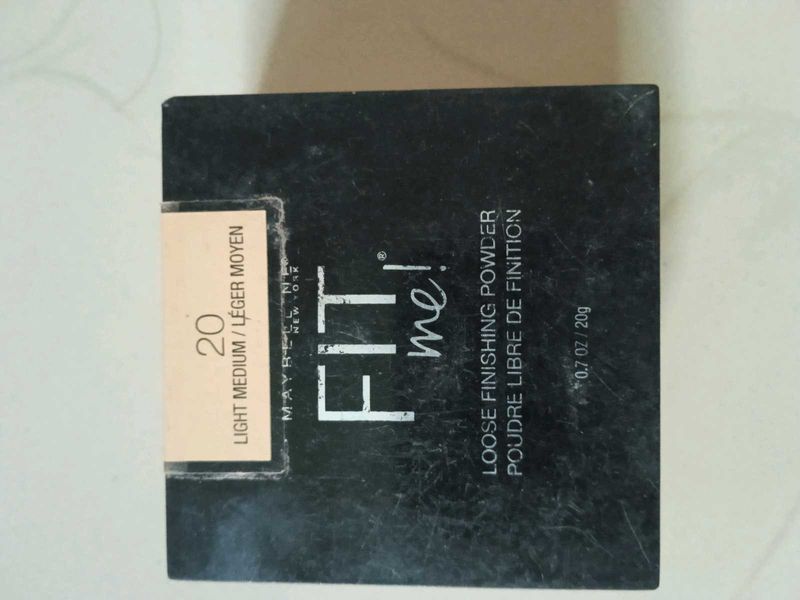 20
LIGHT MEDIUM / LÉGER MOYEN
MAYBELLINE
NEW YORK
FIT
me!®
LOOSE FINISHING POWDER
POUDRE LIBRE DE FINITION
0.7 OZ / 20g